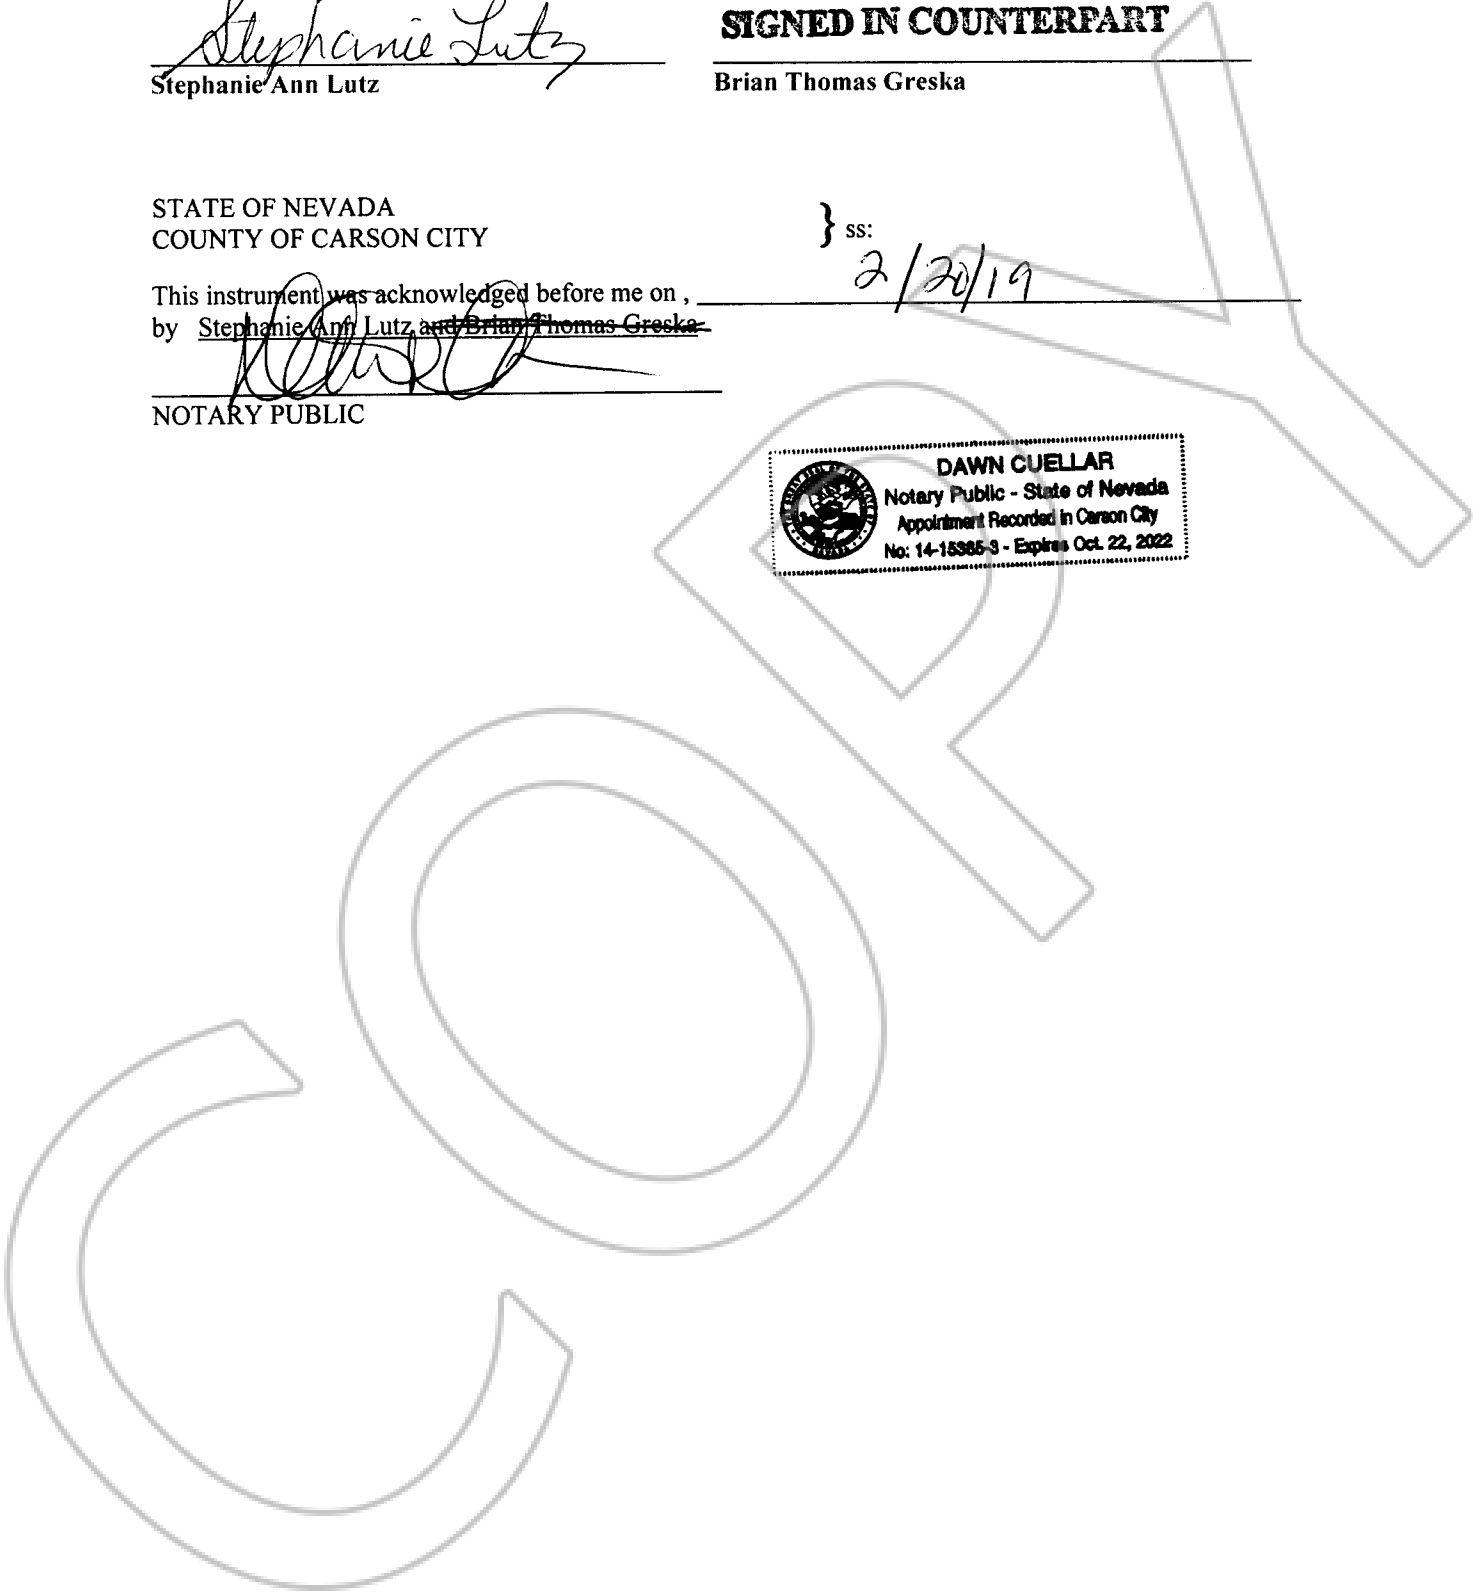 Stephanie Lutz
SIGNED IN COUNTERPART
Stephanie Ann Lutz
Brian Thomas Greska
STATE OF NEVADA
COUNTY OF CARSON CITY
} ss:
This instrument was acknowledged before me on , 2/20/19
by Stephanie Ann Lutz and Brian Thomas Greska
NOTARY PUBLIC
DAWN CUELLAR
Notary Public - State of Nevada
Appointment Recorded in Carson City
No: 14-15385-3 - Expires Oct. 22, 2022
COPY